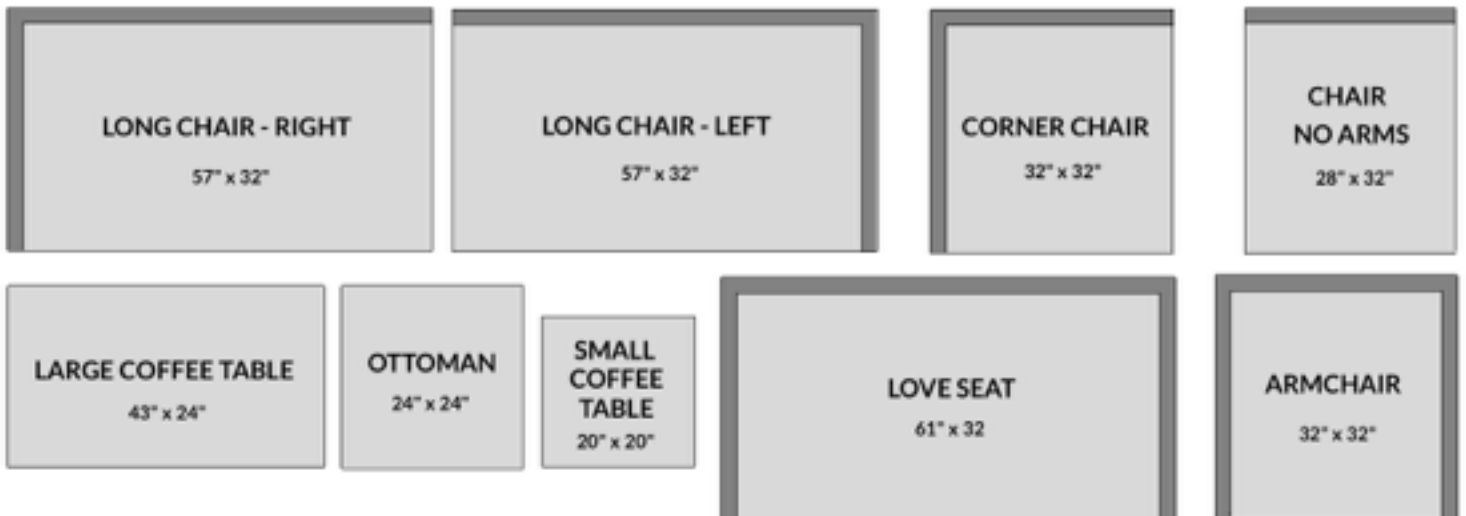 LONG CHAIR - RIGHT
57" x 32"
LONG CHAIR - LEFT
57" x 32"
CORNER CHAIR
32" x 32"
CHAIR
NO ARMS
28" x 32"
LARGE COFFEE TABLE
43" x 24"
OTTOMAN
24" x 24"
SMALL
COFFEE
TABLE
20" x 20"
LOVE SEAT
61" x 32
ARMCHAIR
32" x 32"